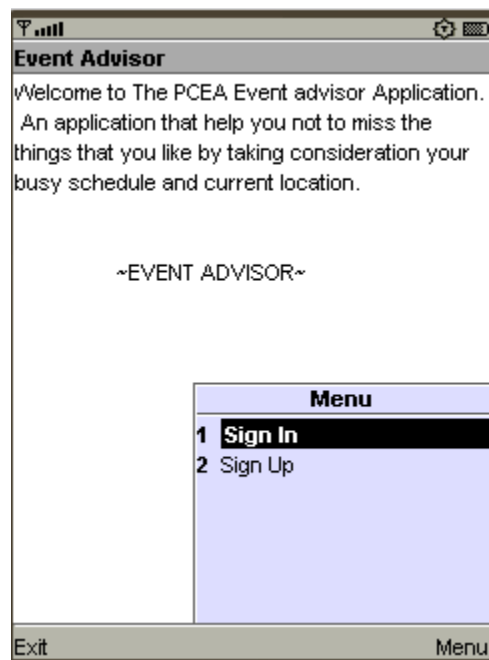 Event Advisor
Welcome to The PCEA Event advisor Application.
An application that help you not to miss the
things that you like by taking consideration your
busy schedule and current location.
~EVENT ADVISOR~
Menu
1 Sign In
2 Sign Up
Exit Menu